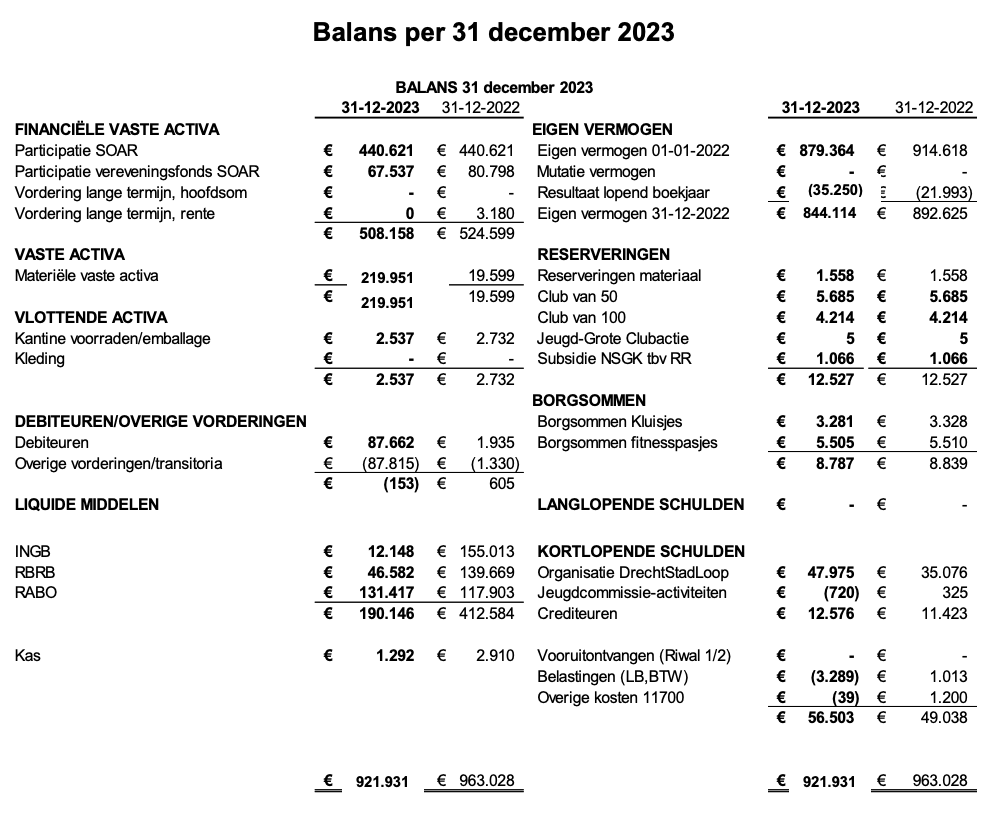 Balans per 31 december 2023
BALANS 31 december 2023
31-12-2023 31-12-2022 31-12-2023 31-12-2022
FINANCIËLE VASTE ACTIVA EIGEN VERMOGEN
Participatie SOAR € 440.621 € 440.621 Eigen vermogen 01-01-2022 € 879.364 € 914.618
Participatie vereveningsfonds SOAR € 67.537 € 80.798 Mutatie vermogen € - € -
Vordering lange termijn, hoofdsom € - € - Resultaat lopend boekjaar € (35.250) € (21.993)
Vordering lange termijn, rente € 0 € 3.180 Eigen vermogen 31-12-2022 € 844.114 € 892.625
€ 508.158 € 524.599
VASTE ACTIVA RESERVERINGEN
Materiële vaste activa € 219.951 19.599 Reserveringen materiaal € 1.558 € 1.558
€ 219.951 19.599 Club van 50 € 5.685 € 5.685
VLOTTENDE ACTIVA Club van 100 € 4.214 € 4.214
Kantine voorraden/emballage € 2.537 € 2.732 Jeugd-Grote Clubactie € 5 € 5
Kleding € - € - Subsidie NSGK tbv RR € 1.066 € 1.066
€ 2.537 € 2.732 € 12.527 € 12.527
BORGSOMMEN
DEBITEUREN/OVERIGE VORDERINGEN Borgsommen Kluisjes € 3.281 € 3.328
Debiteuren € 87.662 € 1.935 Borgsommen fitnesspasjes € 5.505 € 5.510
Overige vorderingen/transitoria € (87.815) € (1.330) € 8.787 € 8.839
€ (153) € 605
LIQUIDE MIDDELEN LANGLOPENDE SCHULDEN € - € -
INGB € 12.148 € 155.013 KORTLOPENDE SCHULDEN
RBRB € 46.582 € 139.669 Organisatie DrechtStadLoop € 47.975 € 35.076
RABO € 131.417 € 117.903 Jeugdcommissie-activiteiten € (720) € 325
€ 190.146 € 412.584 Crediteuren € 12.576 € 11.423
Kas € 1.292 € 2.910 Vooruitontvangen (Riwal 1/2) € - € -
Belastingen (LB,BTW) € (3.289) € 1.013
Overige kosten 11700 € (39) € 1.200
€ 56.503 € 49.038
€ 921.931 € 963.028 € 921.931 € 963.028